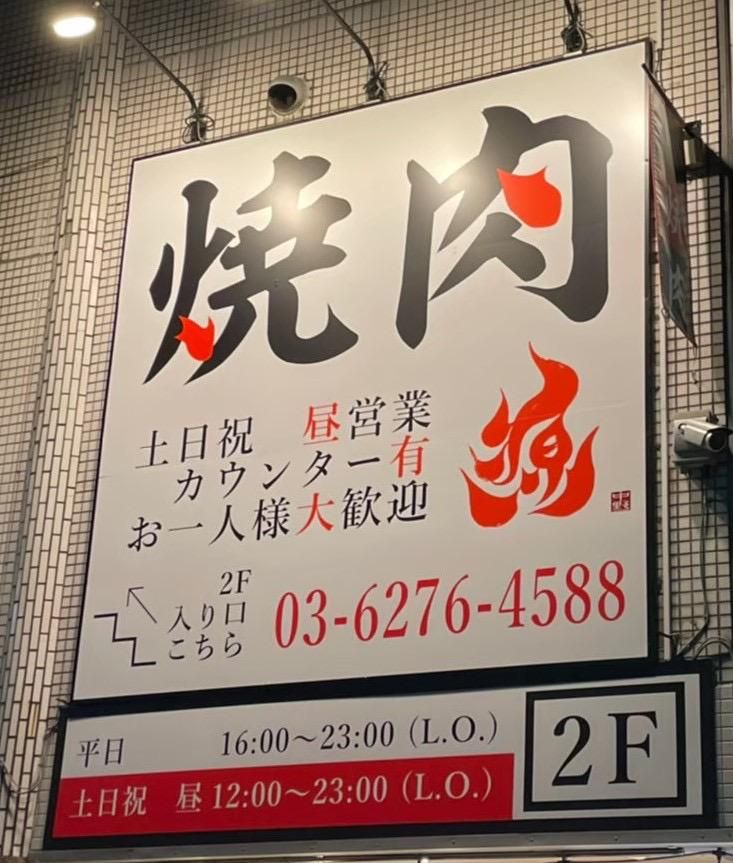 焼肉
土日祝 昼営業
カウンター有
お一人様大歓迎
2F
入り口
こちら
03-6276-4588
平日 16:00～23:00（L.O.）
土日祝 昼12:00～23:00（L.O.）
2F